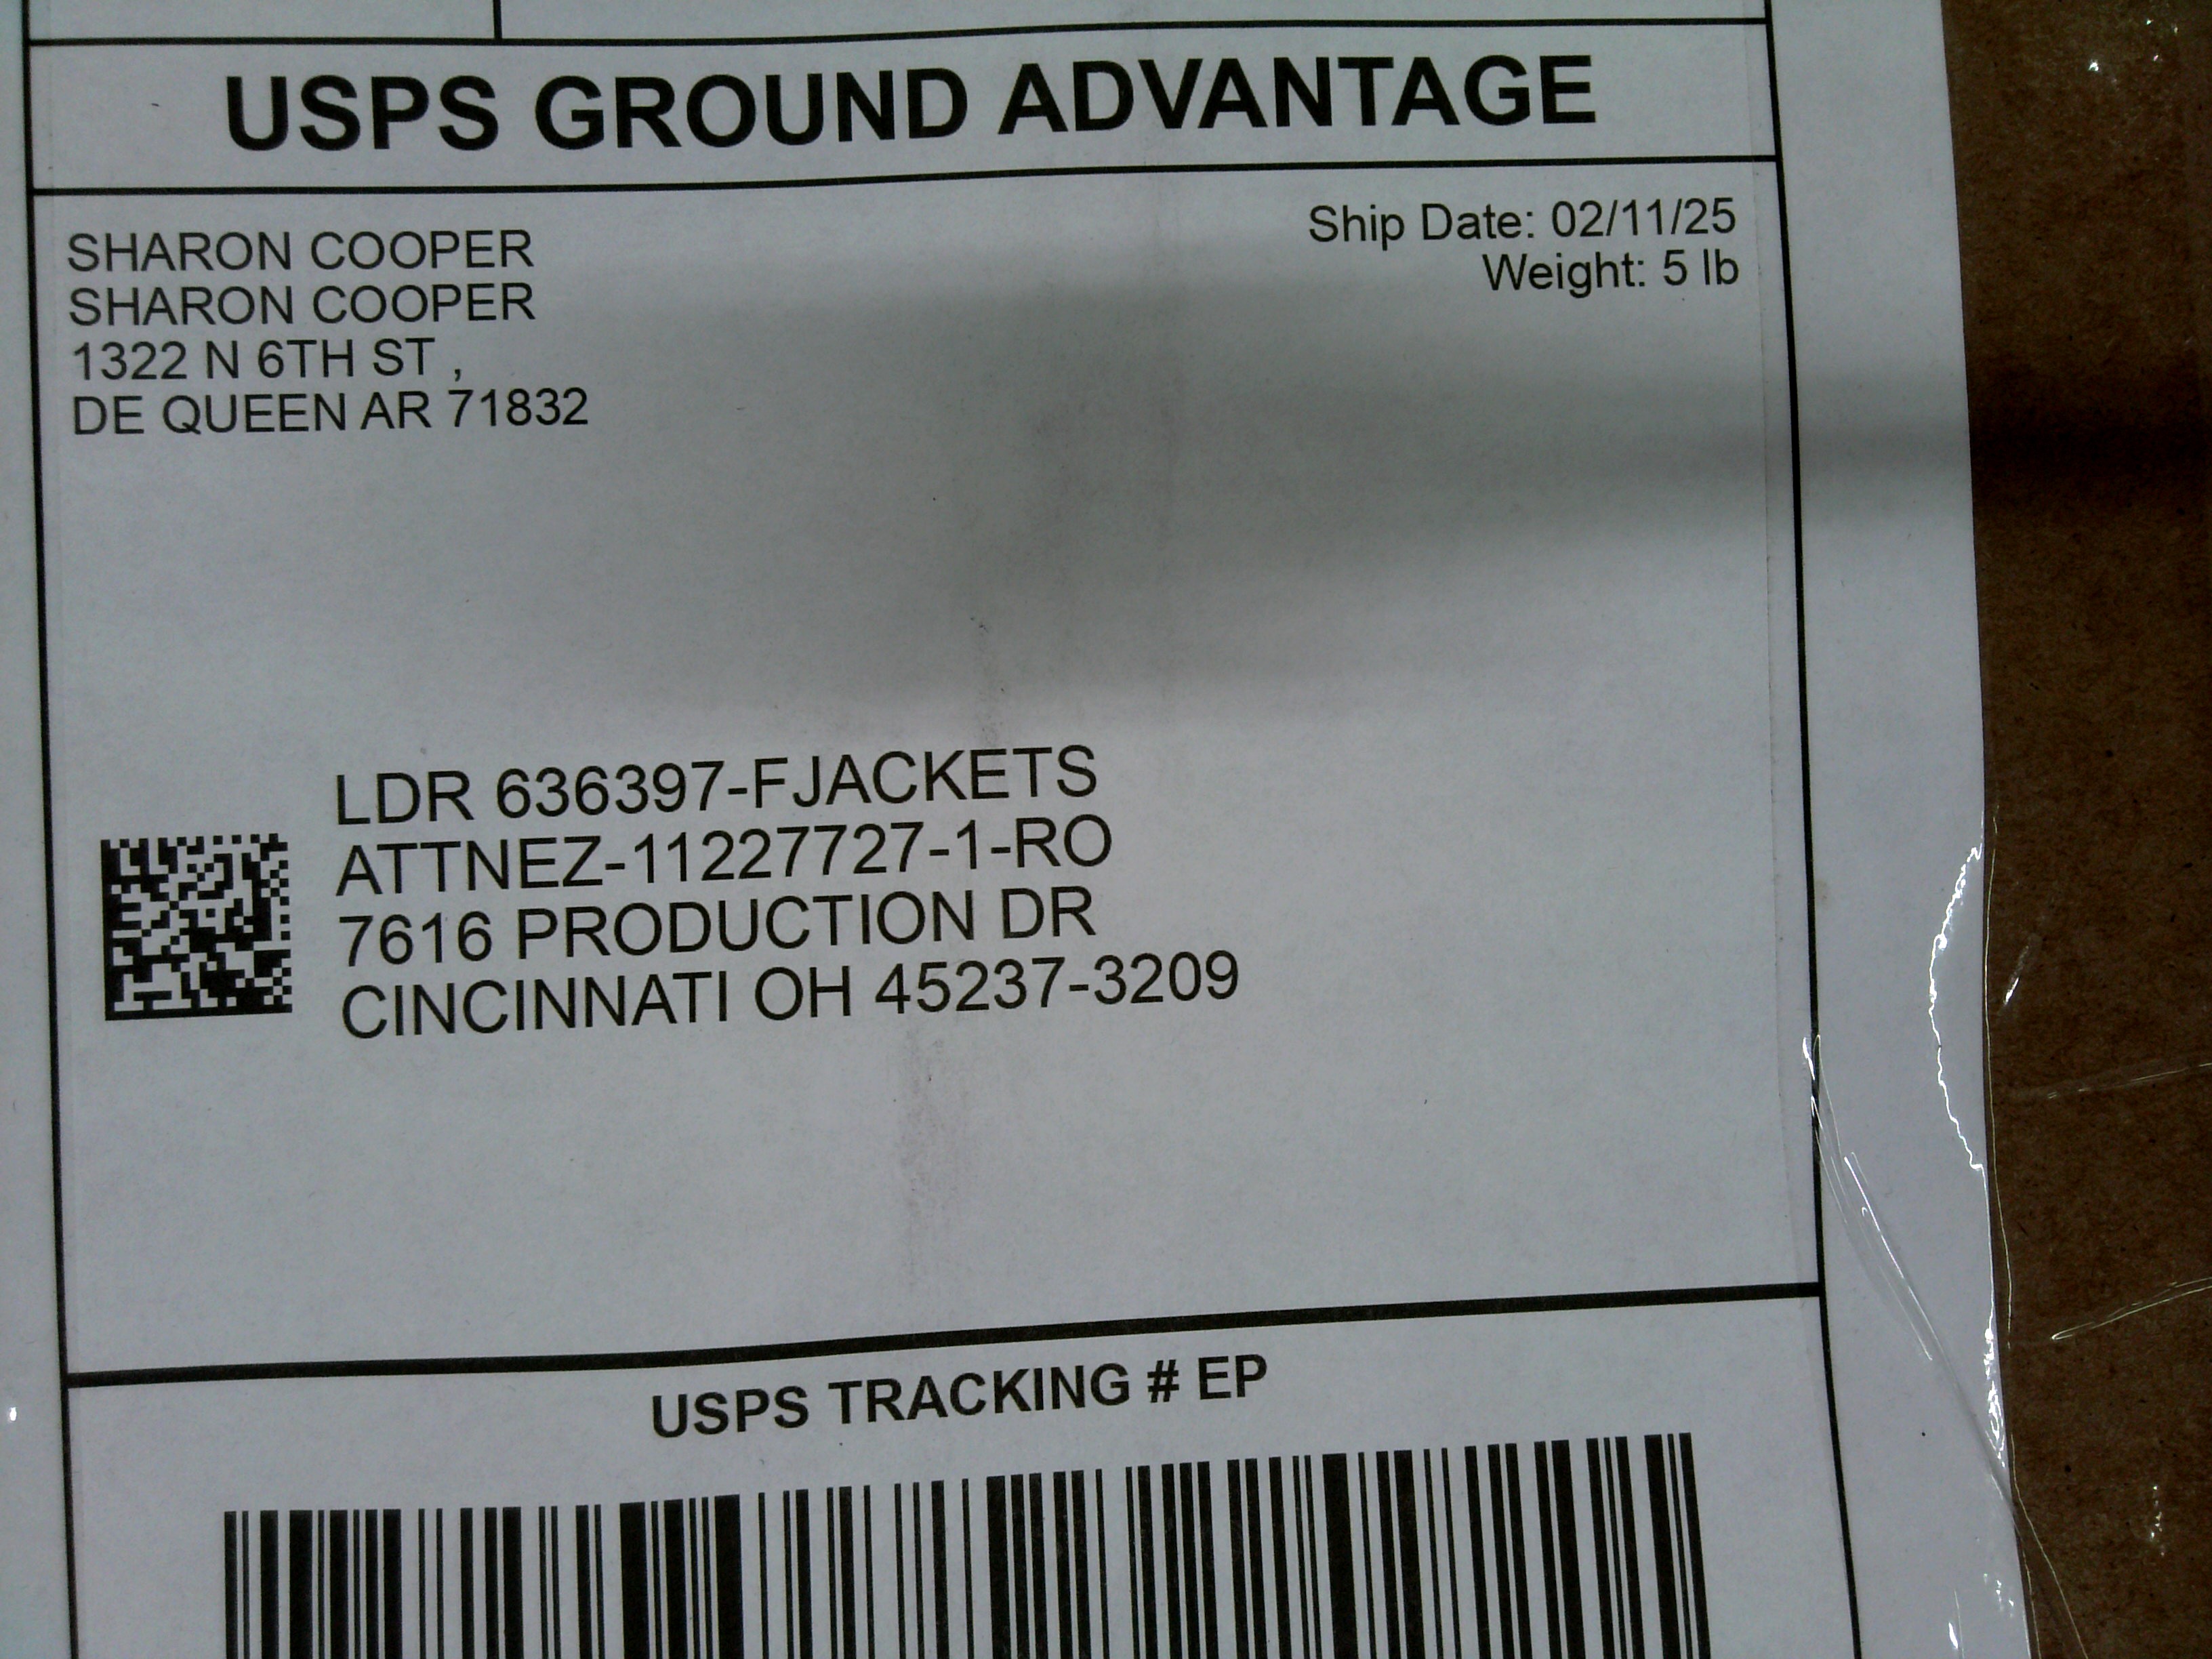 USPS GROUND ADVANTAGE
SHARON COOPER
SHARON COOPER
1322 N 6TH ST ,
DE QUEEN AR 71832
Ship Date: 02/11/25
Weight: 5 lb
LDR 636397-FJACKETS
ATTNEZ-11227727-1-RO
7616 PRODUCTION DR
CINCINNATI OH 45237-3209
USPS TRACKING # EP